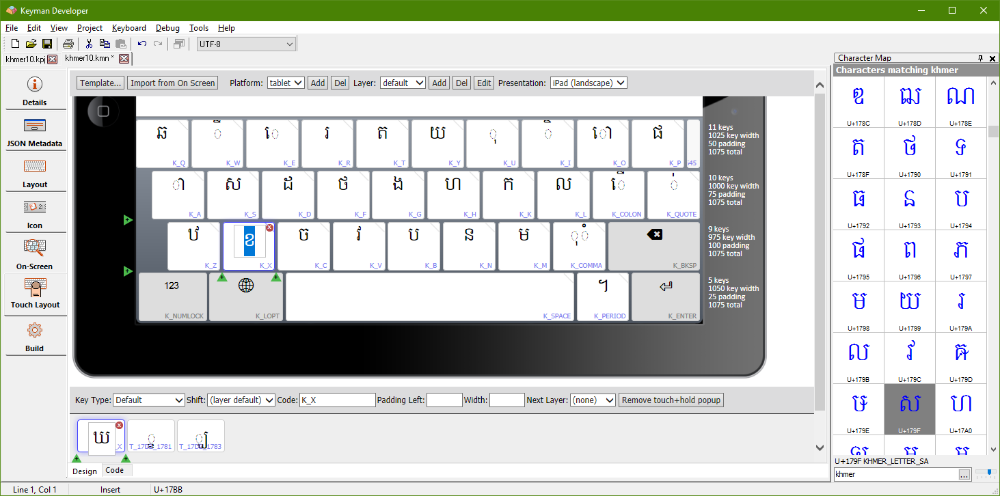 Keyman Developer
File Edit View Project Keyboard Debug Tools Help
UTF-8
khmer10.kpj khmer10.kmn *
Details
JSON Metadata
Layout
Icon
On-Screen
Touch Layout
Build
Template... Import from On Screen Platform: tablet Add Del Layer: default Add Del Edit Presentation: iPad (landscape)
ឆ ី េ រ ត យ ុ ិ ោ ផ
K_Q K_W K_E K_R K_T K_Y K_U K_I K_O K_P
11 keys
1025 key width
50 padding
1075 total
ា ស ដ ថ ង ហ ក ល ើ ់
K_A K_S K_D K_F K_G K_H K_K K_L K_COLON K_QUOTE
10 keys
1000 key width
75 padding
1075 total
ឋ ខ ច វ ប ន ម ុំ
K_Z K_X K_C K_V K_B K_N K_M K_COMMA K_BKSP
9 keys
975 key width
100 padding
1075 total
123 ។
K_NUMLOCK K_LOPT K_SPACE K_PERIOD K_ENTER
5 keys
1050 key width
25 padding
1075 total
Key Type: Default Shift: (layer default) Code: K_X Padding Left: Width: Next Layer: (none) Remove touch+hold popup
ឃ ្ខ ្ឃ
Design Code
Line 1, Col 1 Insert U+17BB
Character Map
Characters matching khmer
ឌ ឍ ណ
U+178C U+178D U+178E
ត ថ ទ
U+178F U+1790 U+1791
ធ ន ប
U+1792 U+1793 U+1794
ផ ព ភ
U+1795 U+1796 U+1797
ម យ រ
U+1798 U+1799 U+179A
ល វ ឝ
U+179B U+179C U+179D
ឞ ស ហ
U+179E U+179F U+17A0
U+179F KHMER_LETTER_SA
khmer